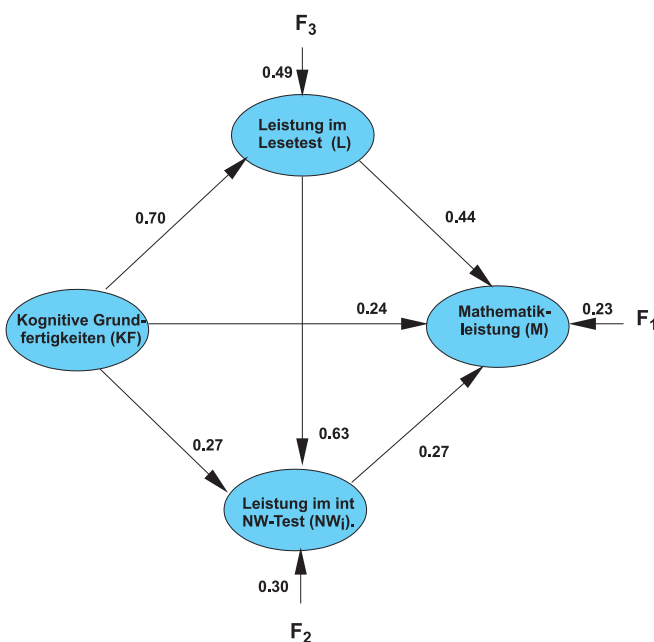 F3
0.49
Leistung im
Lesetest (L)
0.70
0.44
Kognitive Grund-
fertigkeiten (KF)
0.24
Mathematik-
leistung (M)
0.23
F1
0.27
0.63
0.27
Leistung im int
NW-Test (NWi).
0.30
F2